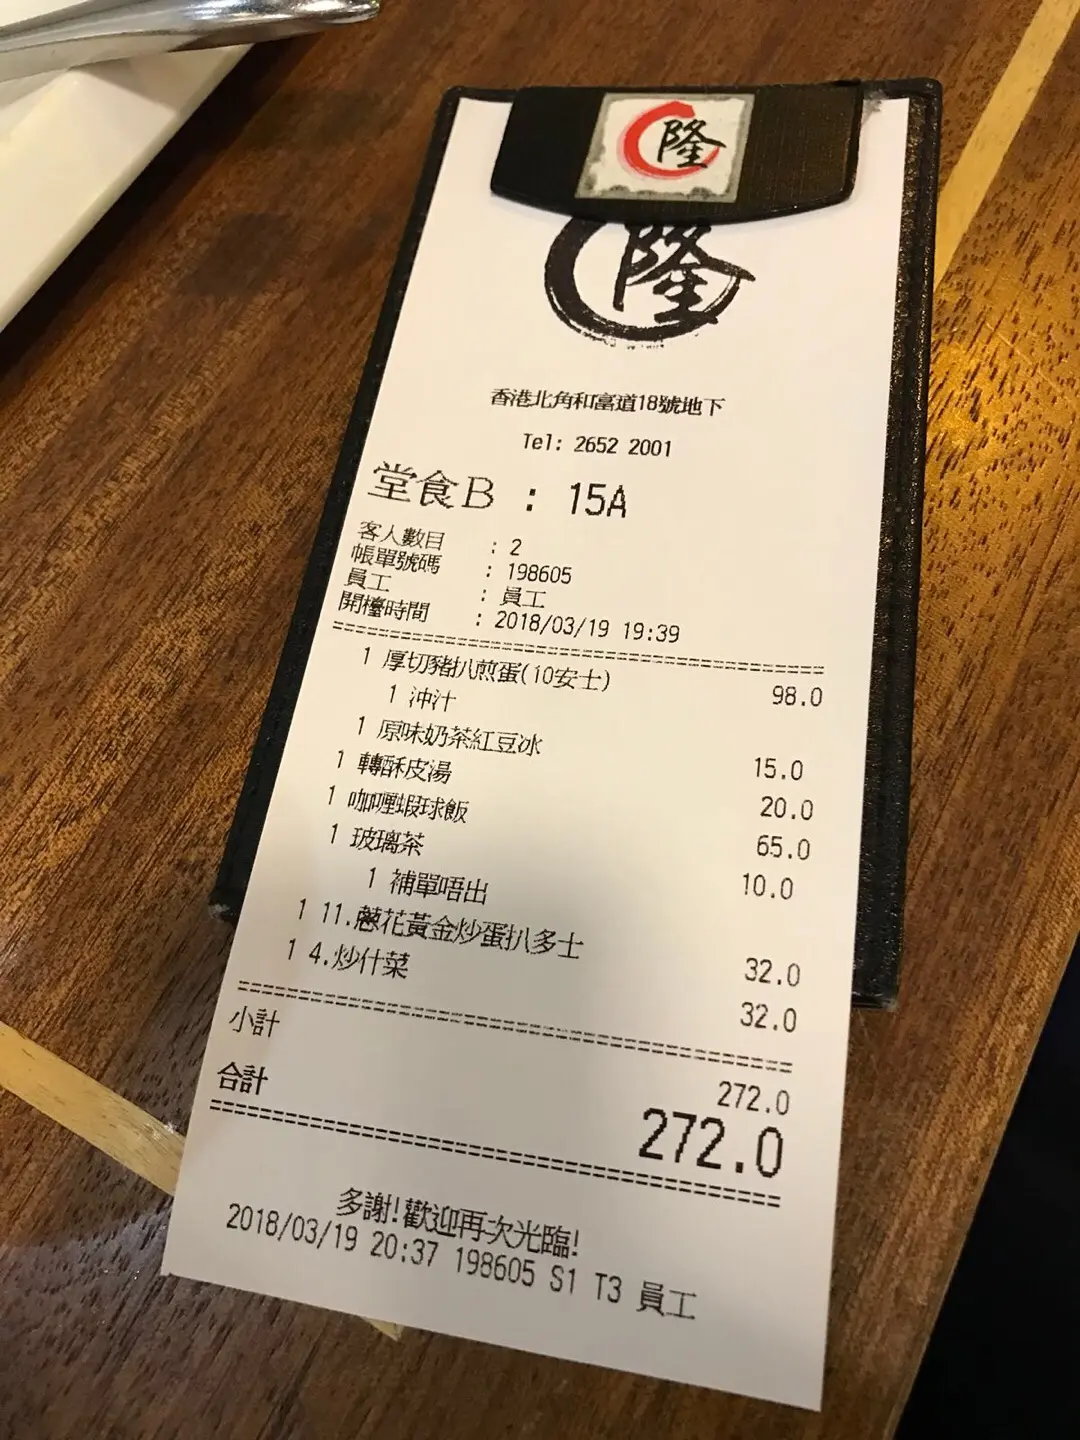 隆
隆
香港北角和富道18號地下
Tel: 2652 2001
堂食B : 15A
客人數目 : 2
帳單號碼 : 198605
員工 : 員工
開檯時間 : 2018/03/19 19:39
1 厚切豬扒煎蛋(10安士) 98.0
1 沖汁
1 原味奶茶紅豆冰 15.0
1 轉酥皮湯 20.0
1 咖喱蝦球飯 65.0
1 玻璃茶 10.0
1 補單唔出
1 11.蔥花黃金炒蛋扒多士 32.0
1 4.炒什菜 32.0
小計 272.0
合計 272.0
多謝!歡迎再次光臨!
2018/03/19 20:37 198605 S1 T3 員工